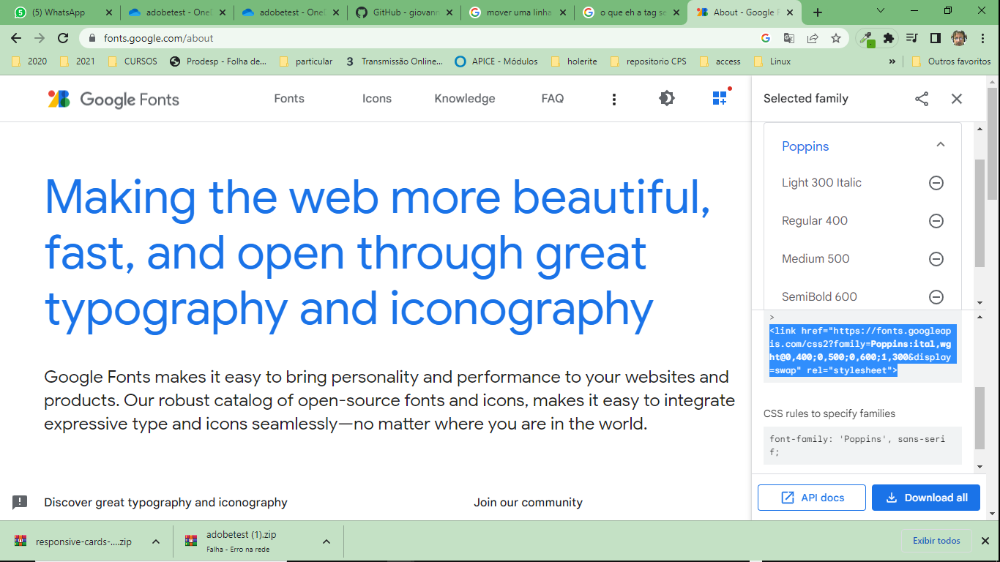 (5) WhatsApp
adobetest - OneD
adobetest - OneD
GitHub - giovann
mover uma linha
o que eh a tag se
About - Google F
fonts.google.com/about
2020
2021
CURSOS
Prodesp - Folha de...
particular
Transmissão Online...
APICE - Módulos
holerite
repositorio CPS
access
Linux
»
Outros favoritos
Google Fonts
Fonts
Icons
Knowledge
FAQ
Selected family
Making the web more beautiful,
fast, and open through great
typography and iconography
Google Fonts makes it easy to bring personality and performance to your websites and
products. Our robust catalog of open-source fonts and icons, makes it easy to integrate
expressive type and icons seamlessly—no matter where you are in the world.
Discover great typography and iconography
Join our community
Poppins
Light 300 Italic
Regular 400
Medium 500
SemiBold 600
>
<link href="https://fonts.googleap
is.com/css2?family=Poppins:ital,wg
ht@0,400;0,500;0,600;1,300&display
=swap" rel="stylesheet">
CSS rules to specify families
font-family: 'Poppins', sans-seri
f;
API docs
Download all
responsive-cards-....zip
adobetest (1).zip
Falha - Erro na rede
Exibir todos